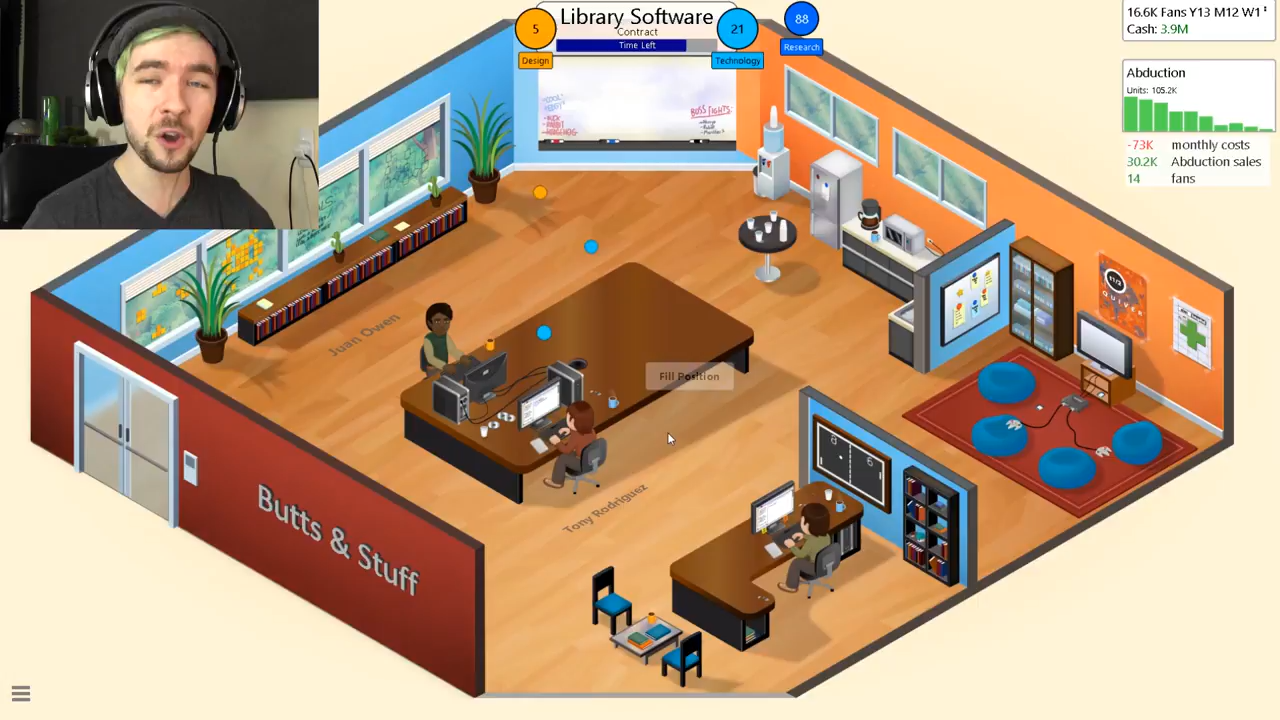 Library Software
Contract
Time Left
5
Design
21
Technology
88
Research
16.6K Fans Y13 M12 W1
Cash: 3.9M
Abduction
Units: 105.2K
-73K monthly costs
30.2K Abduction sales
14 fans
BOSS FIGHTS:
Juan Owen
Fill Position
Tony Rodriguez
Butts & Stuff